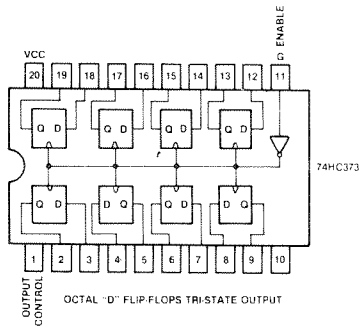 VCC
G ENABLE
20 19 18 17 16 15 14 13 12 11
Q D Q D Q D Q D
74HC373
Q D D Q Q D D Q
1 2 3 4 5 6 7 8 9 10
OUTPUT
CONTROL
OCTAL "D" FLIP-FLOPS TRI-STATE OUTPUT